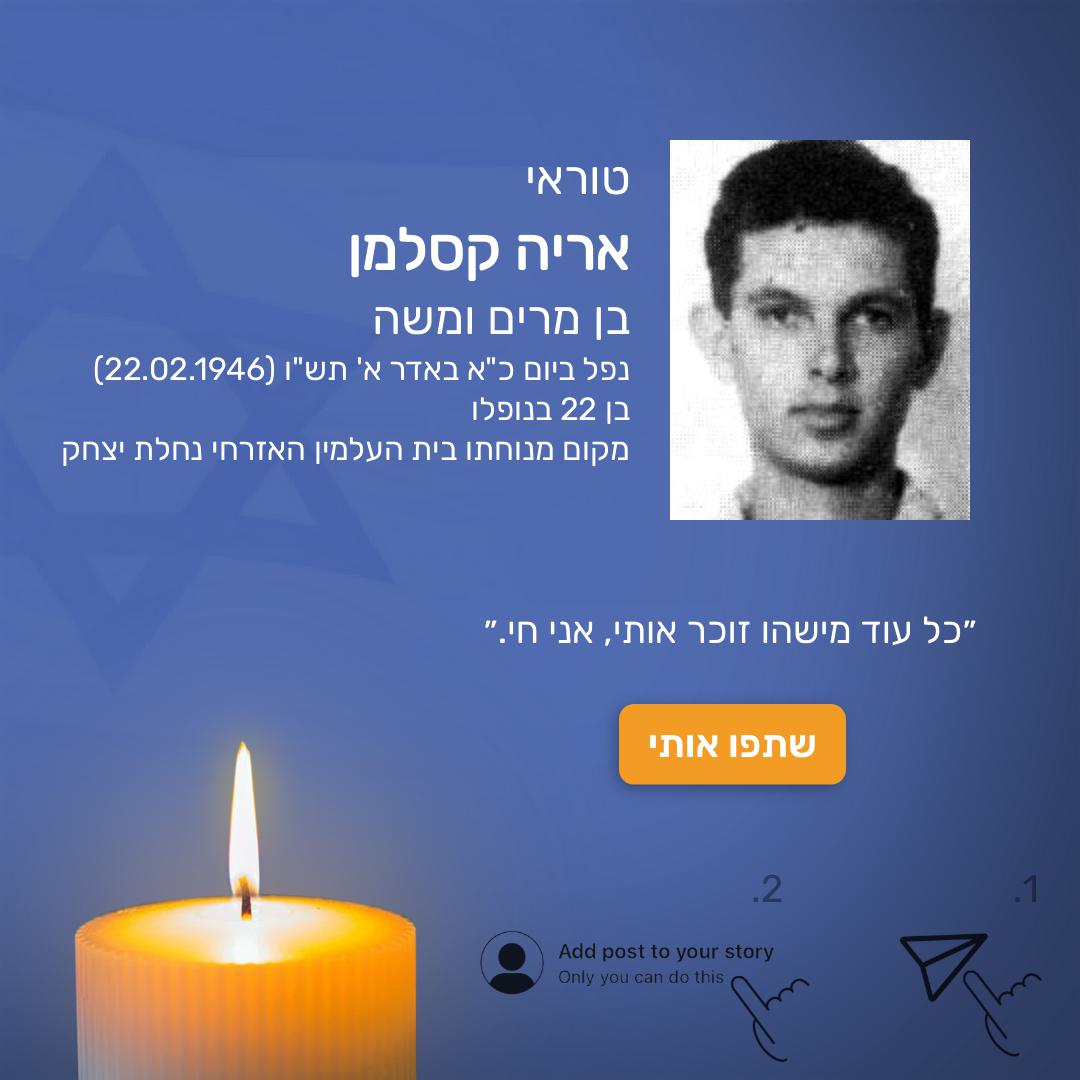 טוראי
אריה קסלמן
בן מרים ומשה
נפל ביום כ"א באדר א' תש"ו (22.02.1946)
בן 22 בנופלו
מקום מנוחתו בית העלמין האזרחי נחלת יצחק
״כל עוד מישהו זוכר אותי, אני חי.״
שתפו אותי
.1
.2
Add post to your story
Only you can do this